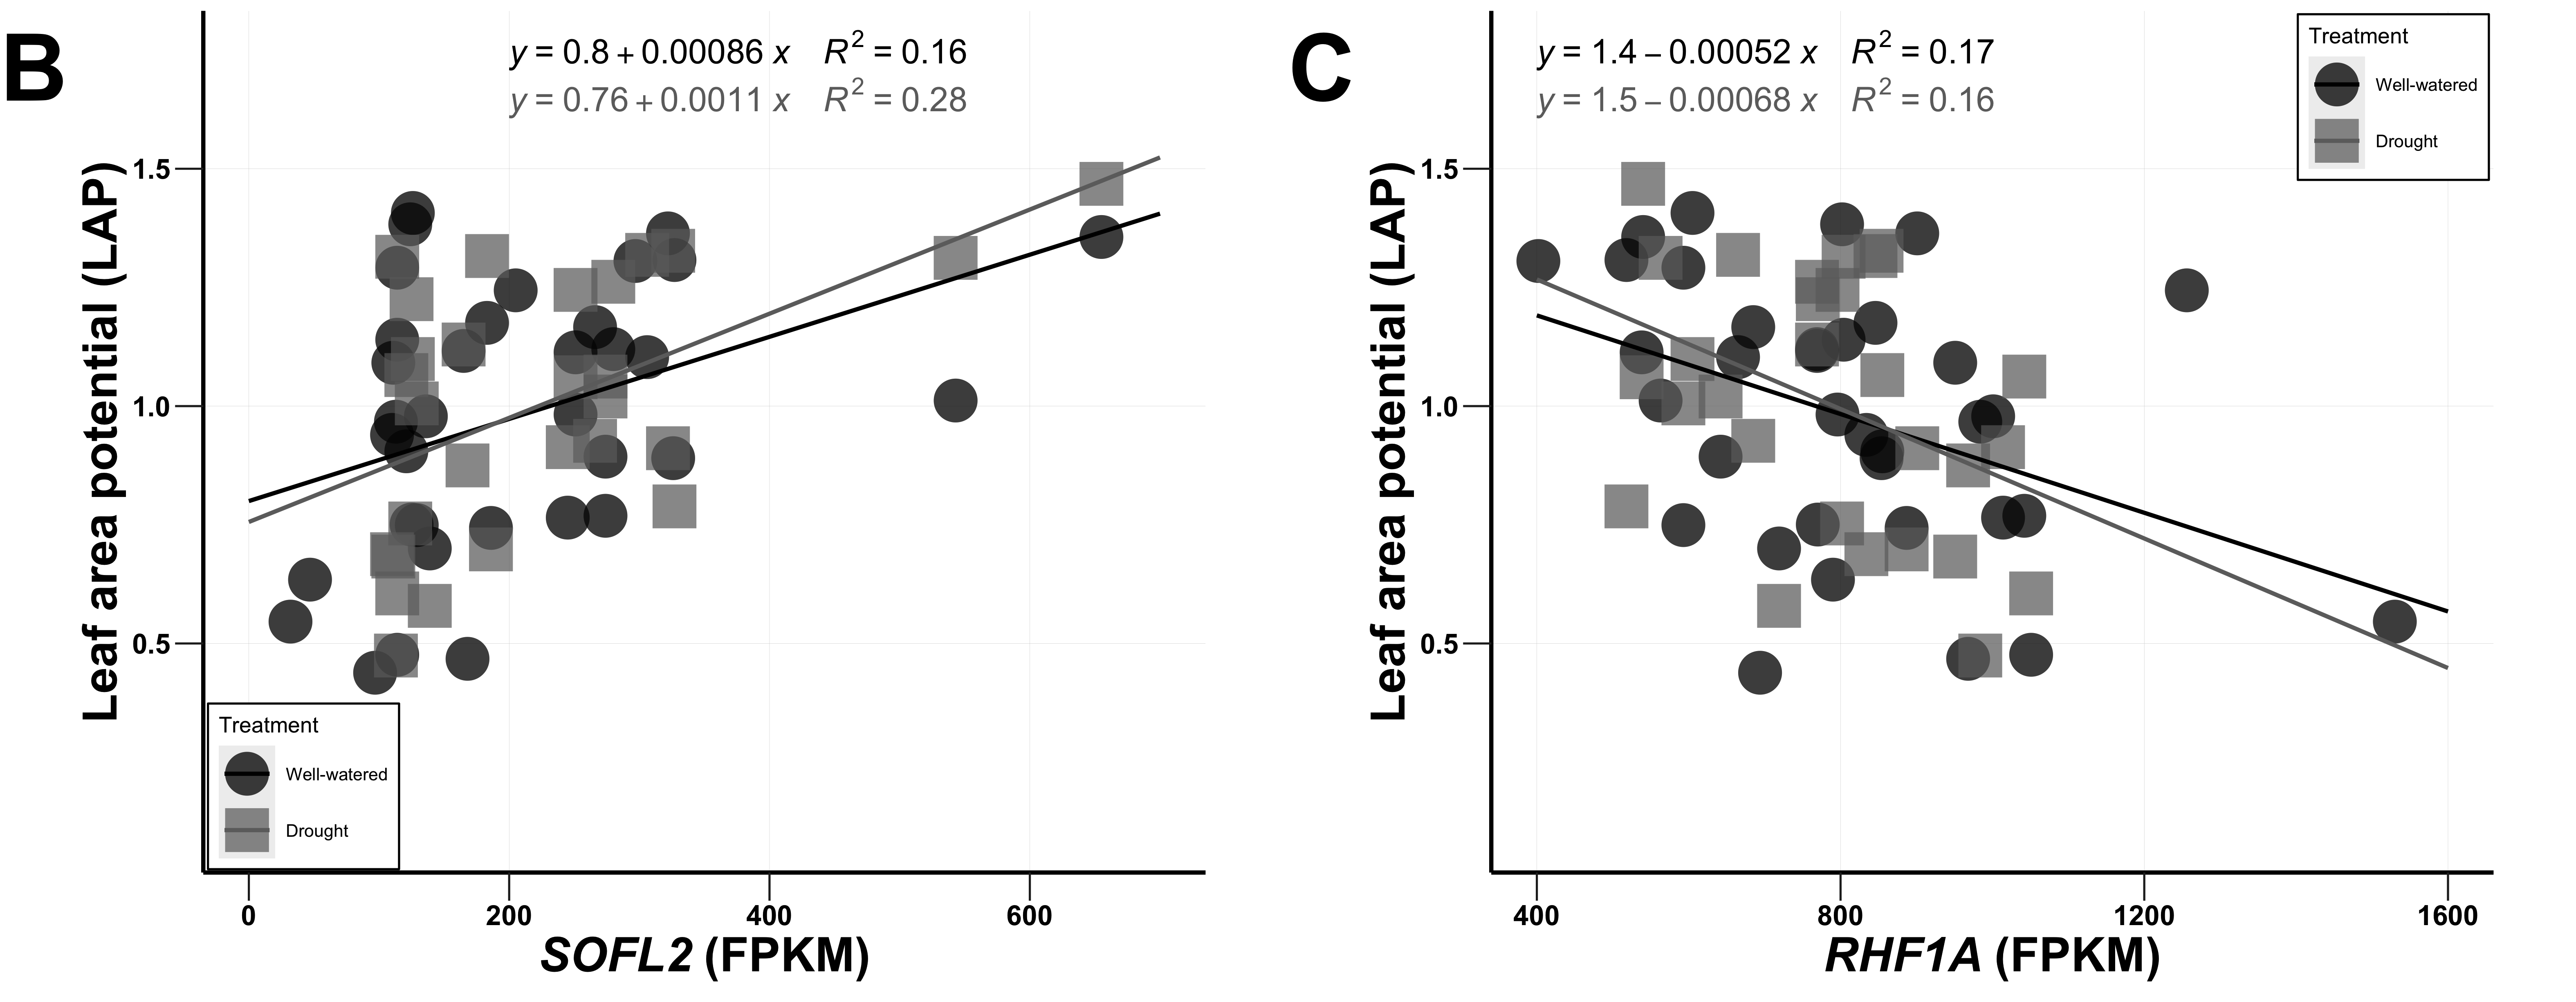 B
y = 0.8 + 0.00086 x R² = 0.16
y = 0.76 + 0.0011 x R² = 0.28
Leaf area potential (LAP)
1.5
1.0
0.5
Treatment
Well-watered
Drought
0 200 400 600
SOFL2 (FPKM)
C
y = 1.4 – 0.00052 x R² = 0.17
y = 1.5 – 0.00068 x R² = 0.16
Treatment
Well-watered
Drought
Leaf area potential (LAP)
1.5
1.0
0.5
400 800 1200 1600
RHF1A (FPKM)